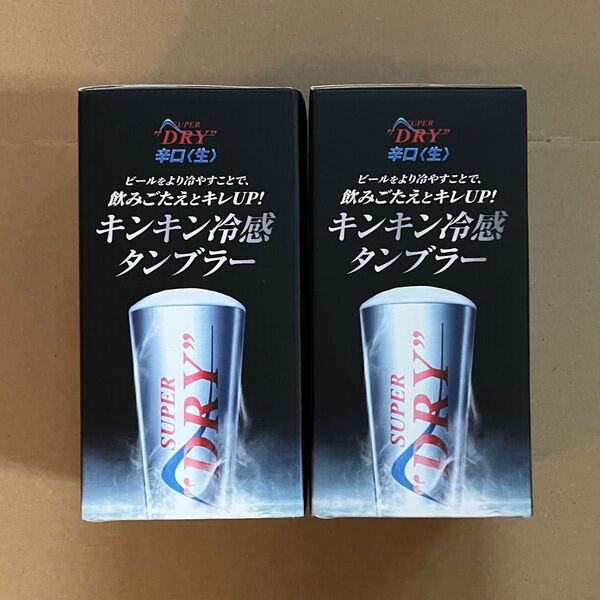 SUPER
"DRY"
辛口〈生〉
ビールをより冷やすことで、
飲みごたえとキレUP!
キンキン冷感
タンブラー
SUPER
"DRY"
SUPER
"DRY"
辛口〈生〉
ビールをより冷やすことで、
飲みごたえとキレUP!
キンキン冷感
タンブラー
SUPER
"DRY"